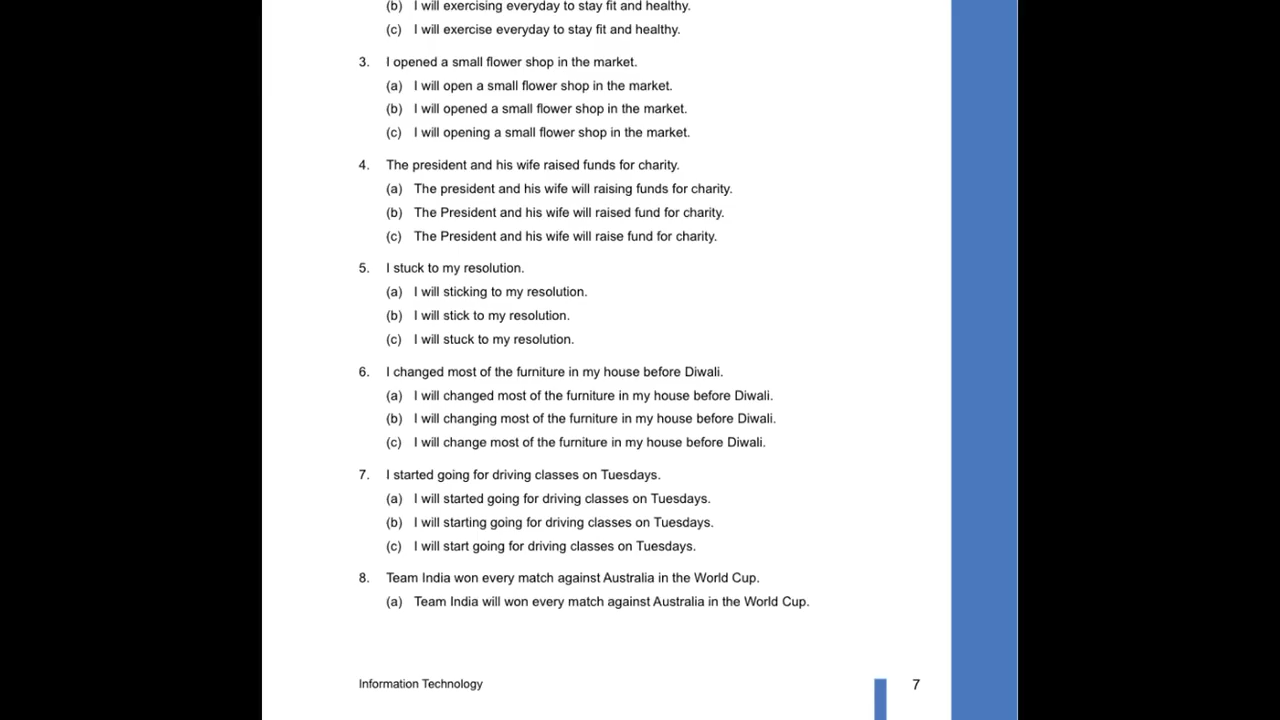 (b) I will exercising everyday to stay fit and healthy.
(c) I will exercise everyday to stay fit and healthy.
3. I opened a small flower shop in the market.
(a) I will open a small flower shop in the market.
(b) I will opened a small flower shop in the market.
(c) I will opening a small flower shop in the market.
4. The president and his wife raised funds for charity.
(a) The president and his wife will raising funds for charity.
(b) The President and his wife will raised fund for charity.
(c) The President and his wife will raise fund for charity.
5. I stuck to my resolution.
(a) I will sticking to my resolution.
(b) I will stick to my resolution.
(c) I will stuck to my resolution.
6. I changed most of the furniture in my house before Diwali.
(a) I will changed most of the furniture in my house before Diwali.
(b) I will changing most of the furniture in my house before Diwali.
(c) I will change most of the furniture in my house before Diwali.
7. I started going for driving classes on Tuesdays.
(a) I will started going for driving classes on Tuesdays.
(b) I will starting going for driving classes on Tuesdays.
(c) I will start going for driving classes on Tuesdays.
8. Team India won every match against Australia in the World Cup.
(a) Team India will won every match against Australia in the World Cup.
Information Technology 7